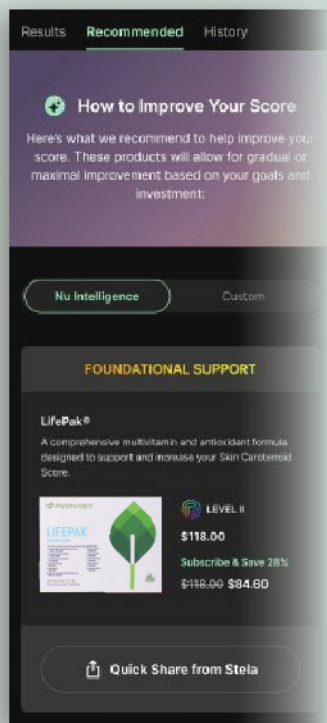 Results Recommended History
How to Improve Your Score
Here's what we recommend to help improve your
score. These products will allow for gradual or
maximal improvement based on your goals and
investment:
Nu Intelligence Custom
FOUNDATIONAL SUPPORT
LifePak®
A comprehensive multivitamin and antioxidant formula
designed to support and increase your Skin Carotenoid
Score.
PHARMANEX
LIFEPAK
LEVEL II
$118.00
Subscribe & Save 28%
$118.00 $84.60
Quick Share from Stela